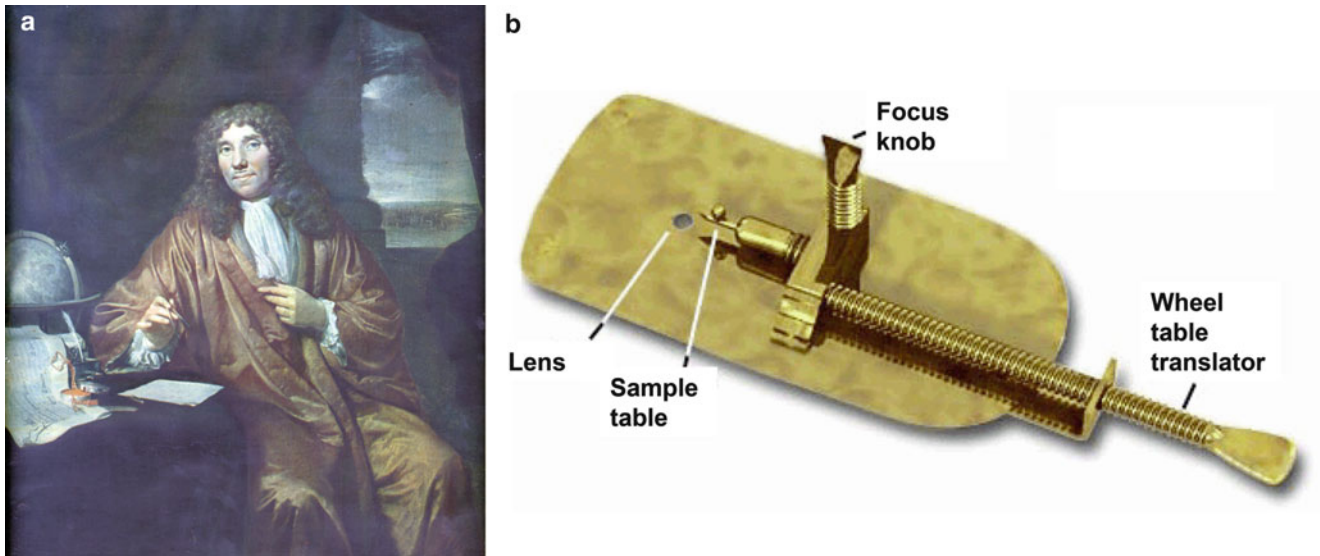 a
b
Focus
knob
Lens
Sample
table
Wheel
table
translator